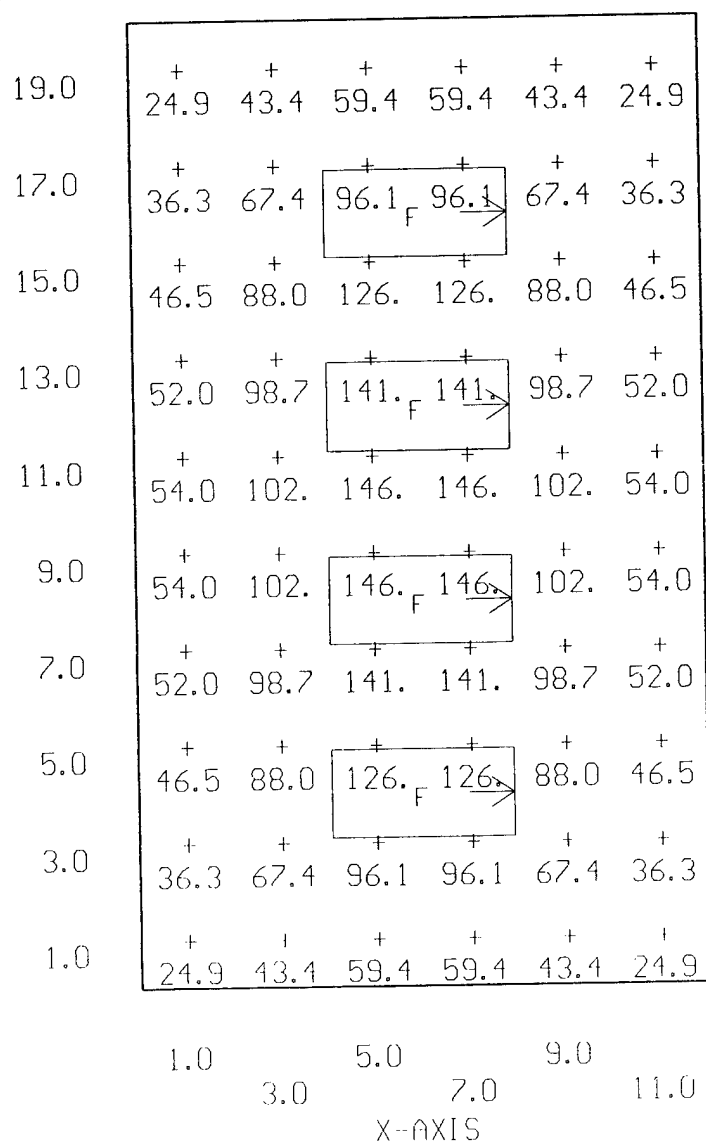 19.0 24.9 43.4 59.4 59.4 43.4 24.9
17.0 36.3 67.4 96.1 96.1 67.4 36.3
F
15.0 46.5 88.0 126. 126. 88.0 46.5
13.0 52.0 98.7 141. 141. 98.7 52.0
F
11.0 54.0 102. 146. 146. 102. 54.0
9.0 54.0 102. 146. 146. 102. 54.0
F
7.0 52.0 98.7 141. 141. 98.7 52.0
5.0 46.5 88.0 126. 126. 88.0 46.5
F
3.0 36.3 67.4 96.1 96.1 67.4 36.3
1.0 24.9 43.4 59.4 59.4 43.4 24.9
1.0 5.0 9.0
3.0 7.0 11.0
X-AXIS